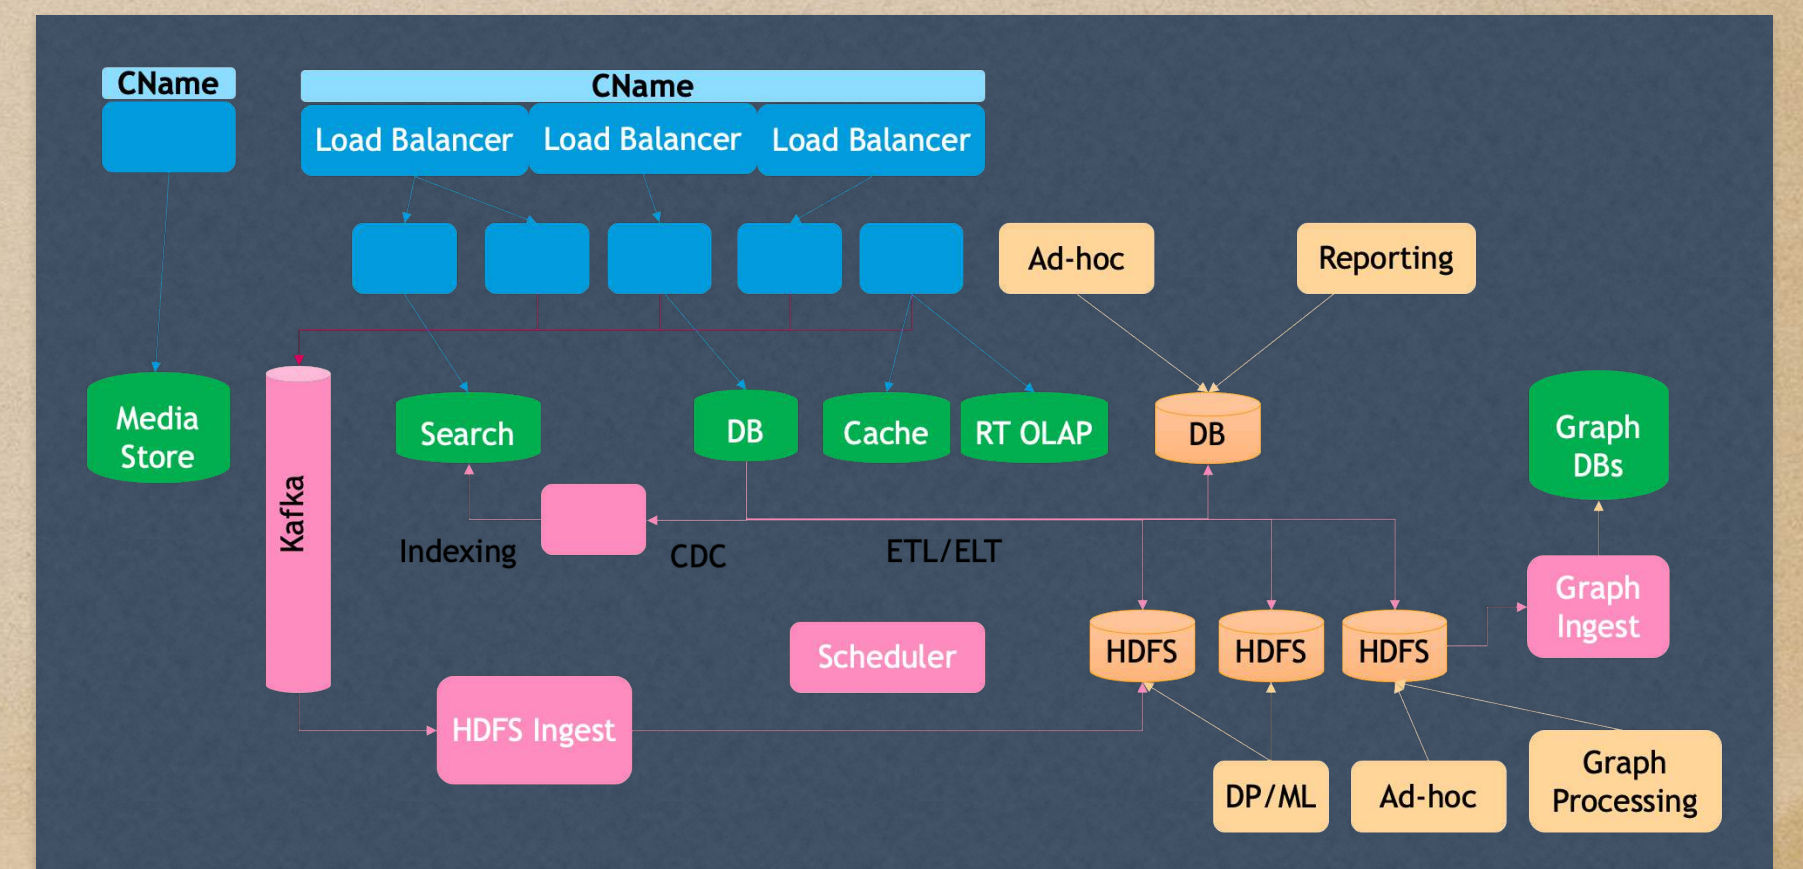 CName
CName
Load Balancer
Load Balancer
Load Balancer
Ad-hoc
Reporting
Media
Store
Kafka
Search
DB
Cache
RT OLAP
DB
Graph
DBs
Indexing
CDC
ETL/ELT
Graph
Ingest
Scheduler
HDFS
HDFS
HDFS
HDFS Ingest
DP/ML
Ad-hoc
Graph
Processing